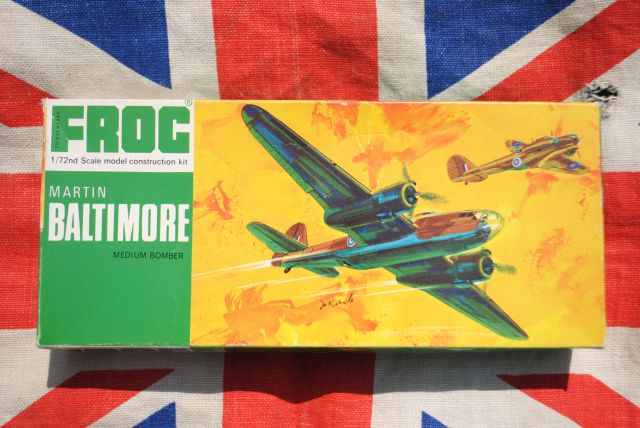 FROG®
1/72nd Scale model construction kit
MARTIN
BALTIMORE
MEDIUM BOMBER